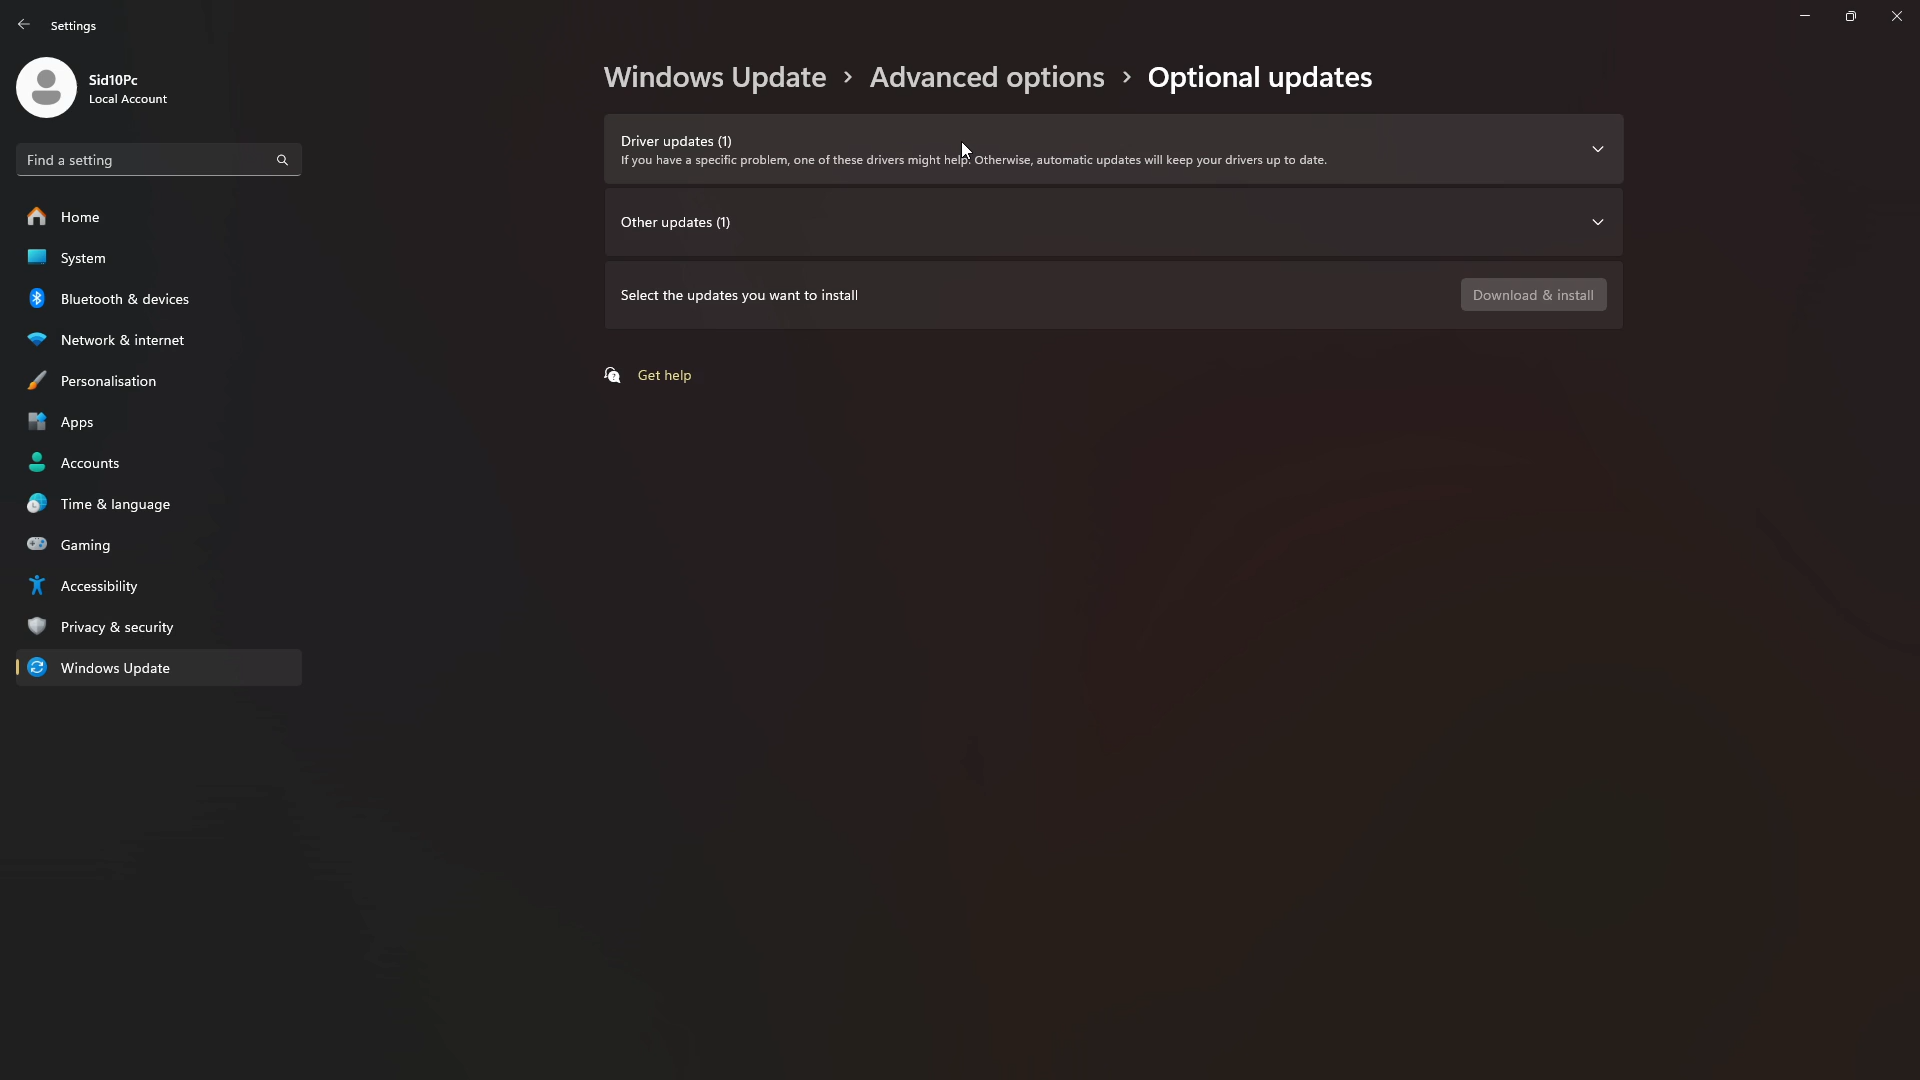 Settings
Sid10Pc
Local Account
Find a setting
Home
System
Bluetooth & devices
Network & internet
Personalisation
Apps
Accounts
Time & language
Gaming
Accessibility
Privacy & security
Windows Update
Windows Update > Advanced options > Optional updates
Driver updates (1)
If you have a specific problem, one of these drivers might help. Otherwise, automatic updates will keep your drivers up to date.
Other updates (1)
Select the updates you want to install
Download & install
Get help